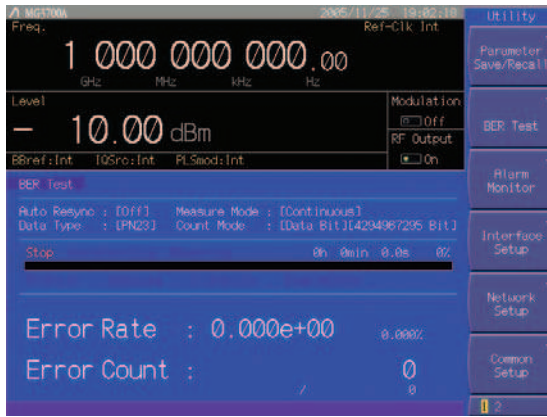 MG3700A 2005/11/25 19:02:18
Freq. Ref-Clk Int
1 000 000 000.00
GHz MHz kHz Hz
Level
- 10.00 dBm
Modulation
Off
RF Output
On
BBref:Int IQSrc:Int PLSmod:Int
BER Test
Auto Resync : [Off] Measure Mode : [Continuous]
Data Type : [PN23] Count Mode : [Data Bit][4294967295 Bit]
Stop 0h 0min 0.0s 0%
Error Rate : 0.000e+00 0.000%
Error Count : 0
/ 0
Utility
Parameter
Save/Recall
BER Test
Alarm
Monitor
Interface
Setup
Network
Setup
Common
Setup
1 2